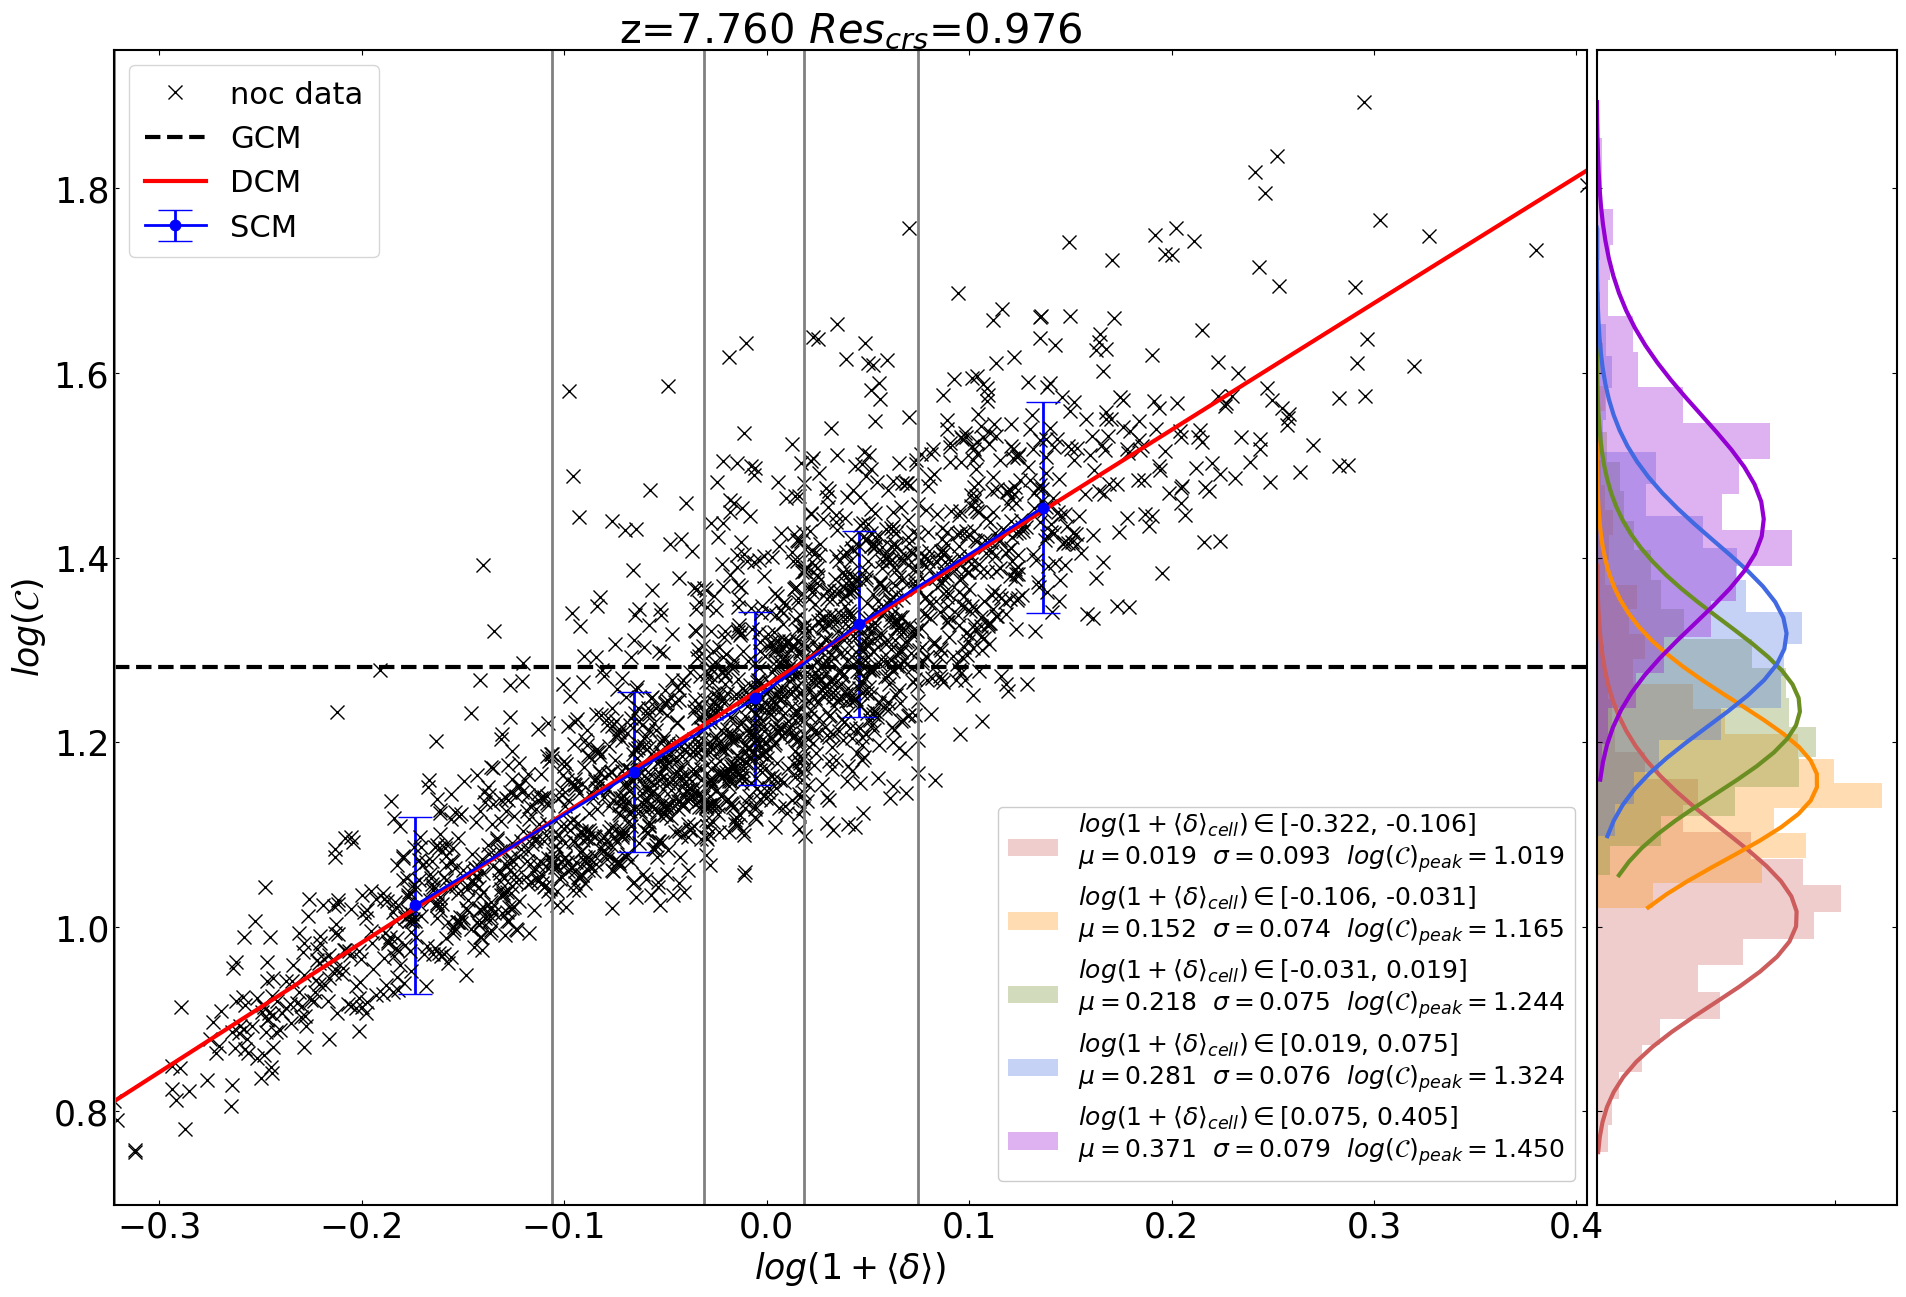 z=7.760 Res_crs=0.976
noc data
GCM
DCM
SCM
log(𝒞)
1.8
1.6
1.4
1.2
1.0
0.8
log(1+⟨δ⟩_cell)∈[-0.322, -0.106]
μ=0.019 σ=0.093 log(𝒞)_peak=1.019
log(1+⟨δ⟩_cell)∈[-0.106, -0.031]
μ=0.152 σ=0.074 log(𝒞)_peak=1.165
log(1+⟨δ⟩_cell)∈[-0.031, 0.019]
μ=0.218 σ=0.075 log(𝒞)_peak=1.244
log(1+⟨δ⟩_cell)∈[0.019, 0.075]
μ=0.281 σ=0.076 log(𝒞)_peak=1.324
log(1+⟨δ⟩_cell)∈[0.075, 0.405]
μ=0.371 σ=0.079 log(𝒞)_peak=1.450
−0.3 −0.2 −0.1 0.0 0.1 0.2 0.3 0.4
log(1+⟨δ⟩)